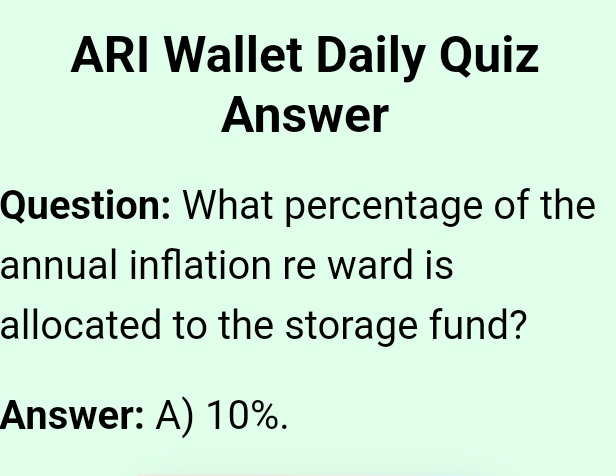 ARI Wallet Daily Quiz
Answer
Question: What percentage of the
annual inflation re ward is
allocated to the storage fund?
Answer: A) 10%.